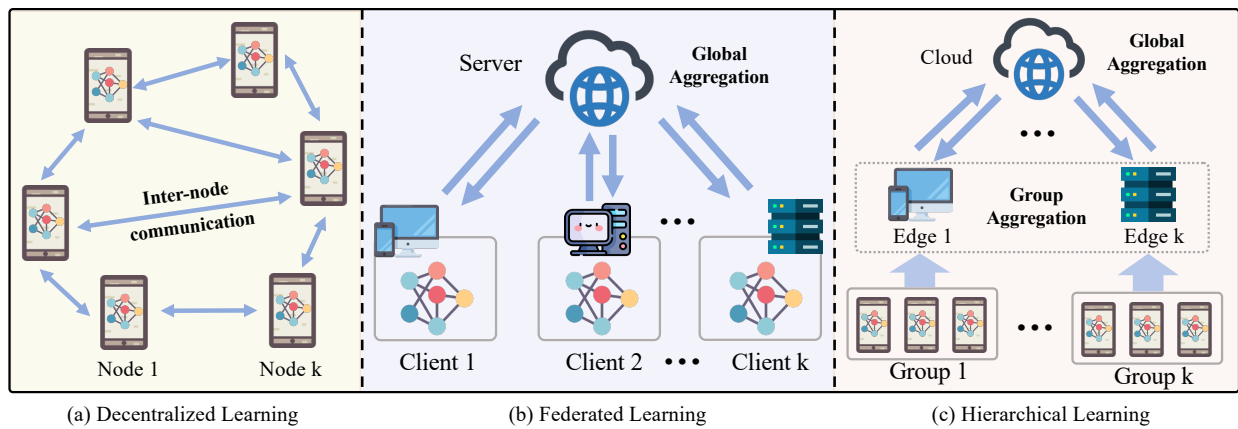 Inter-node
communication
Node 1
Node k
(a) Decentralized Learning
Server
Global
Aggregation
Client 1
Client 2
Client k
(b) Federated Learning
Cloud
Global
Aggregation
Group
Aggregation
Edge 1
Edge k
Group 1
Group k
(c) Hierarchical Learning